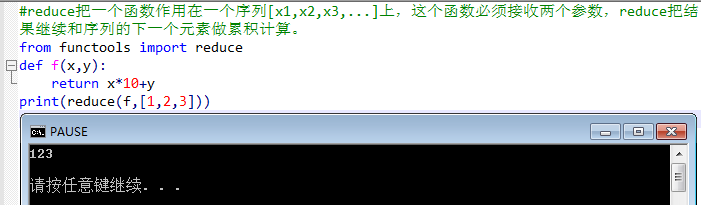 #reduce把一个函数作用在一个序列[x1,x2,x3,...]上，这个函数必须接收两个参数，reduce把结
果继续和序列的下一个元素做累积计算。
from functools import reduce
def f(x,y):
    return x*10+y
print(reduce(f,[1,2,3]))
C:\. PAUSE
123
请按任意键继续. . .